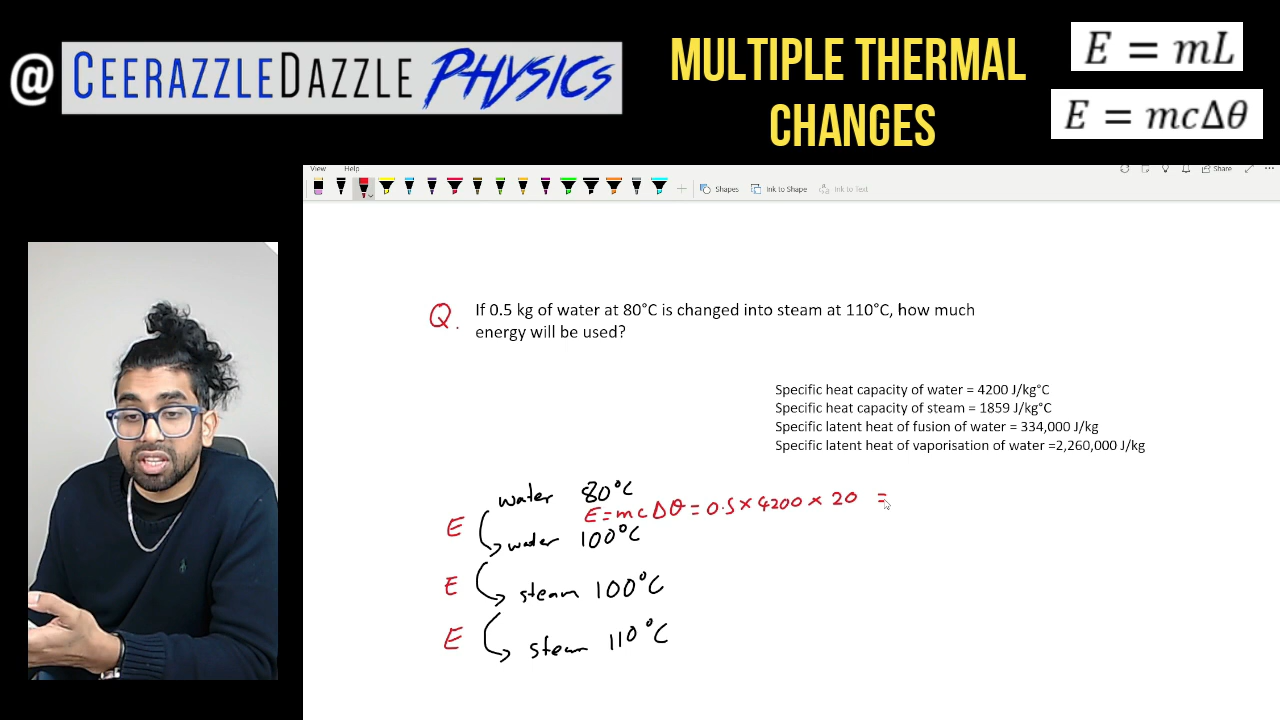 @ CEERAZZLEDAZZLE PHYSICS
MULTIPLE THERMAL
CHANGES
E = mL
E = mcΔθ
View Help
Share
Shapes Ink to Shape Ink to Text
Q. If 0.5 kg of water at 80°C is changed into steam at 110°C, how much
energy will be used?
Specific heat capacity of water = 4200 J/kg°C
Specific heat capacity of steam = 1859 J/kg°C
Specific latent heat of fusion of water = 334,000 J/kg
Specific latent heat of vaporisation of water =2,260,000 J/kg
water 80°C
E = mcΔθ = 0.5 × 4200 × 20 =
E
water 100°C
E
steam 100°C
E
steam 110°C